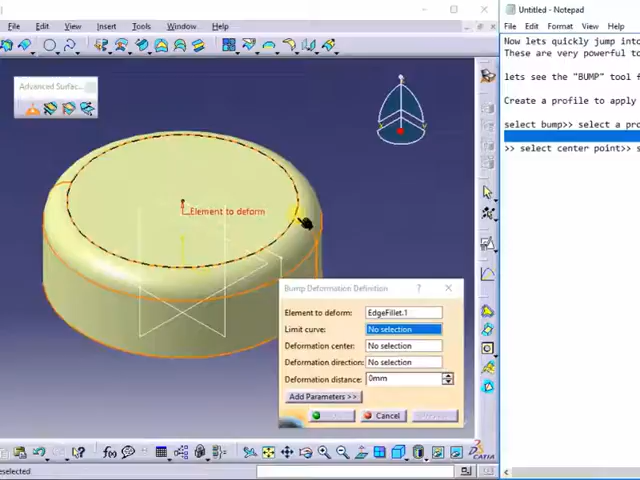 Untitled - Notepad
File Edit View Insert Tools Window Help
File Edit Format View Help
Now lets quickly jump into
These are very powerful to
lets see the "BUMP" tool f
Create a profile to apply
select bump>> select a pro
>> select center point>> s
Advanced Surfac...
Element to deform
Bump Deformation Definition ? ×
Element to deform: EdgeFillet.1
Limit curve: No selection
Deformation center: No selection
Deformation direction: No selection
Deformation distance: 0mm
Add Parameters >>
Cancel
CATIA
eselected